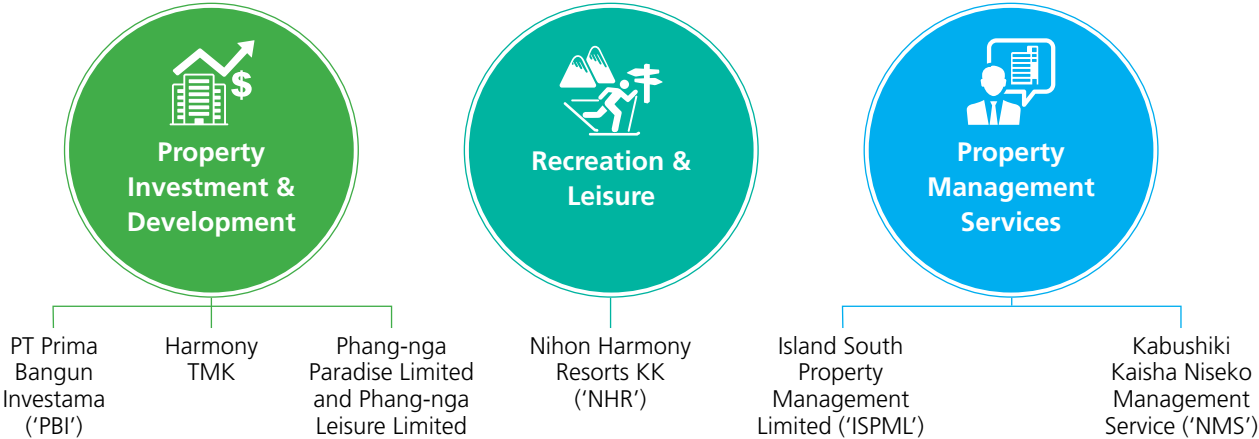 $
Property
Investment &
Development
Recreation &
Leisure
Property
Management
Services
PT Prima
Bangun
Investama
(‘PBI’)
Harmony
TMK
Phang-nga
Paradise Limited
and Phang-nga
Leisure Limited
Nihon Harmony
Resorts KK
(‘NHR’)
Island South
Property
Management
Limited (‘ISPML’)
Kabushiki
Kaisha Niseko
Management
Service (‘NMS’)